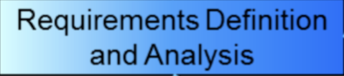 Requirements Definition
and Analysis